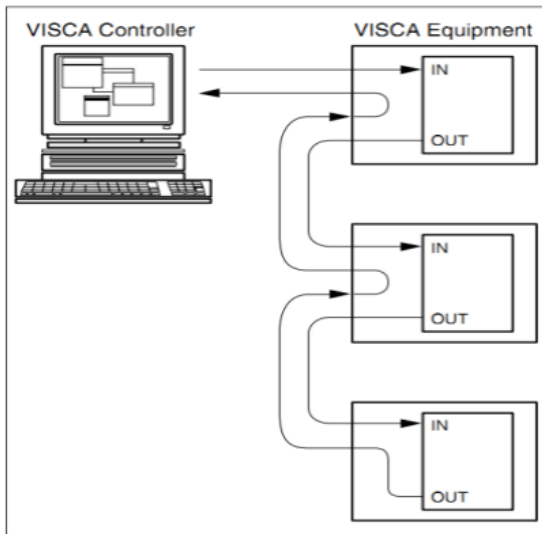 VISCA Controller
VISCA Equipment
IN
OUT
IN
OUT
IN
OUT